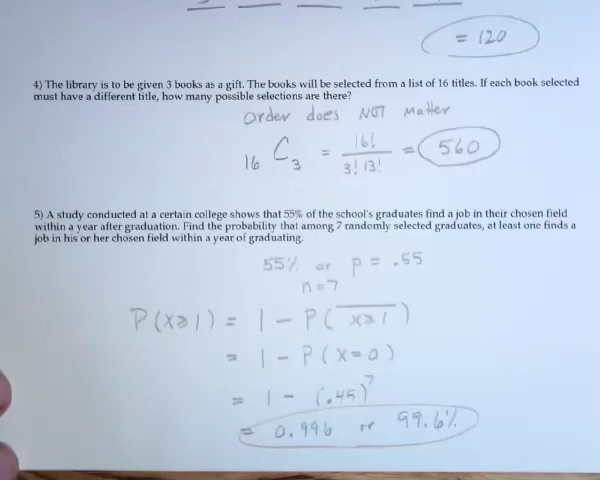 = 120
4) The library is to be given 3 books as a gift. The books will be selected from a list of 16 titles. If each book selected
must have a different title, how many possible selections are there?
Order does NOT matter
16 C 3 = 16! / 3! 13! = 560
5) A study conducted at a certain college shows that 55% of the school's graduates find a job in their chosen field
within a year after graduation. Find the probability that among 7 randomly selected graduates, at least one finds a
job in his or her chosen field within a year of graduating.
55% or p = .55
n=7
P(x≥1) = 1 - P( x̅≥̅1̅ )
= 1 - P(x=0)
= 1 - (.45)⁷
= 0.996 or 99.6%